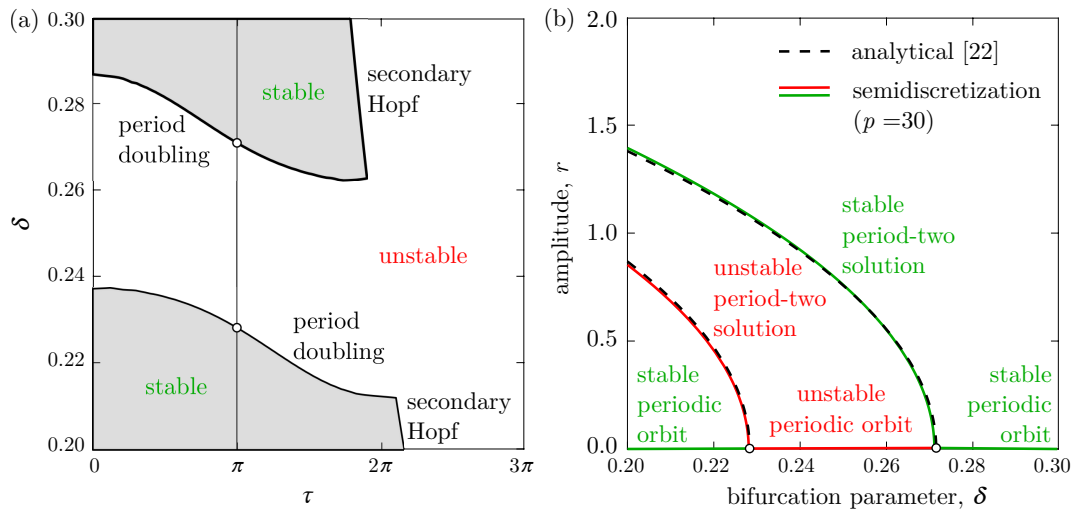 (a)
0.30
0.28
0.26
0.24
0.22
0.20
δ
0
π
2π
3π
τ
stable
secondary
Hopf
period
doubling
unstable
period
doubling
stable
secondary
Hopf
(b)
2.0
1.5
1.0
0.5
0.0
amplitude, r
0.20
0.22
0.24
0.26
0.28
0.30
bifurcation parameter, δ
analytical [22]
semidiscretization
(p =30)
stable
period-two
solution
unstable
period-two
solution
stable
periodic
orbit
unstable
periodic orbit
stable
periodic
orbit